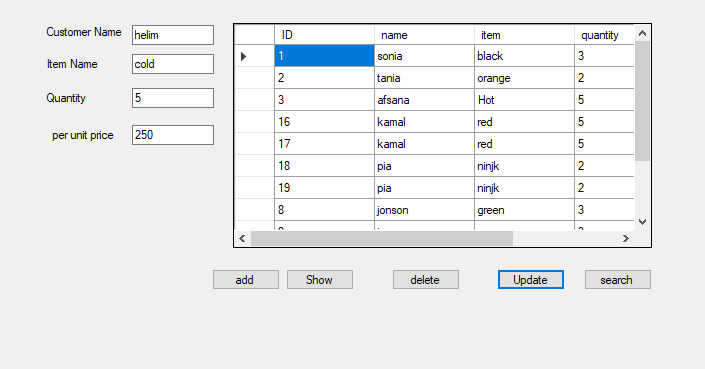 Customer Name helim
Item Name cold
Quantity 5
per unit price 250
ID name item quantity
1 sonia black 3
2 tania orange 2
3 afsana Hot 5
16 kamal red 5
17 kamal red 5
18 pia ninjk 2
19 pia ninjk 2
8 jonson green 3
add Show delete Update search